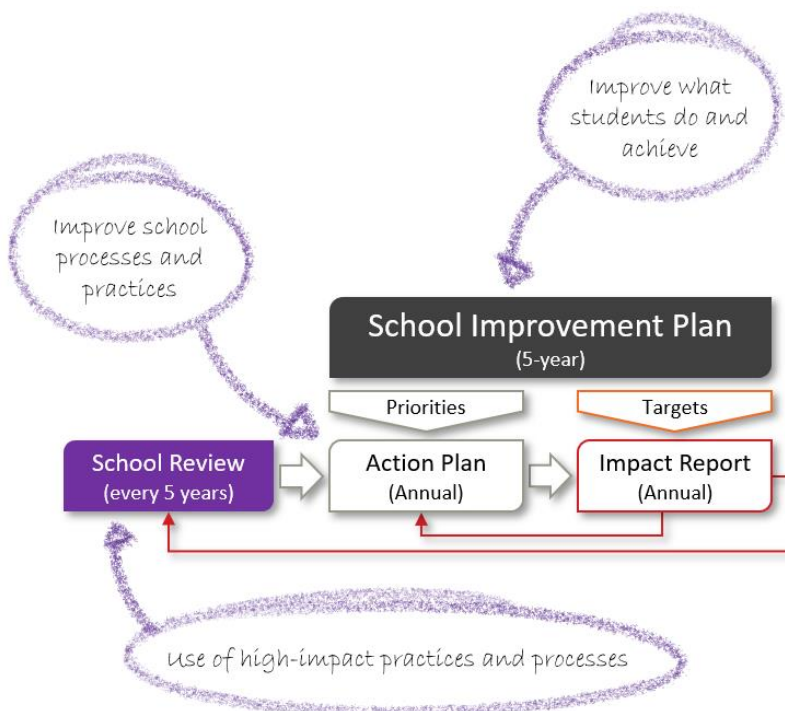 Improve what
students do and
achieve
Improve school
processes and
practices
School Improvement Plan
(5-year)
Priorities
Targets
School Review
(every 5 years)
Action Plan
(Annual)
Impact Report
(Annual)
Use of high-impact practices and processes